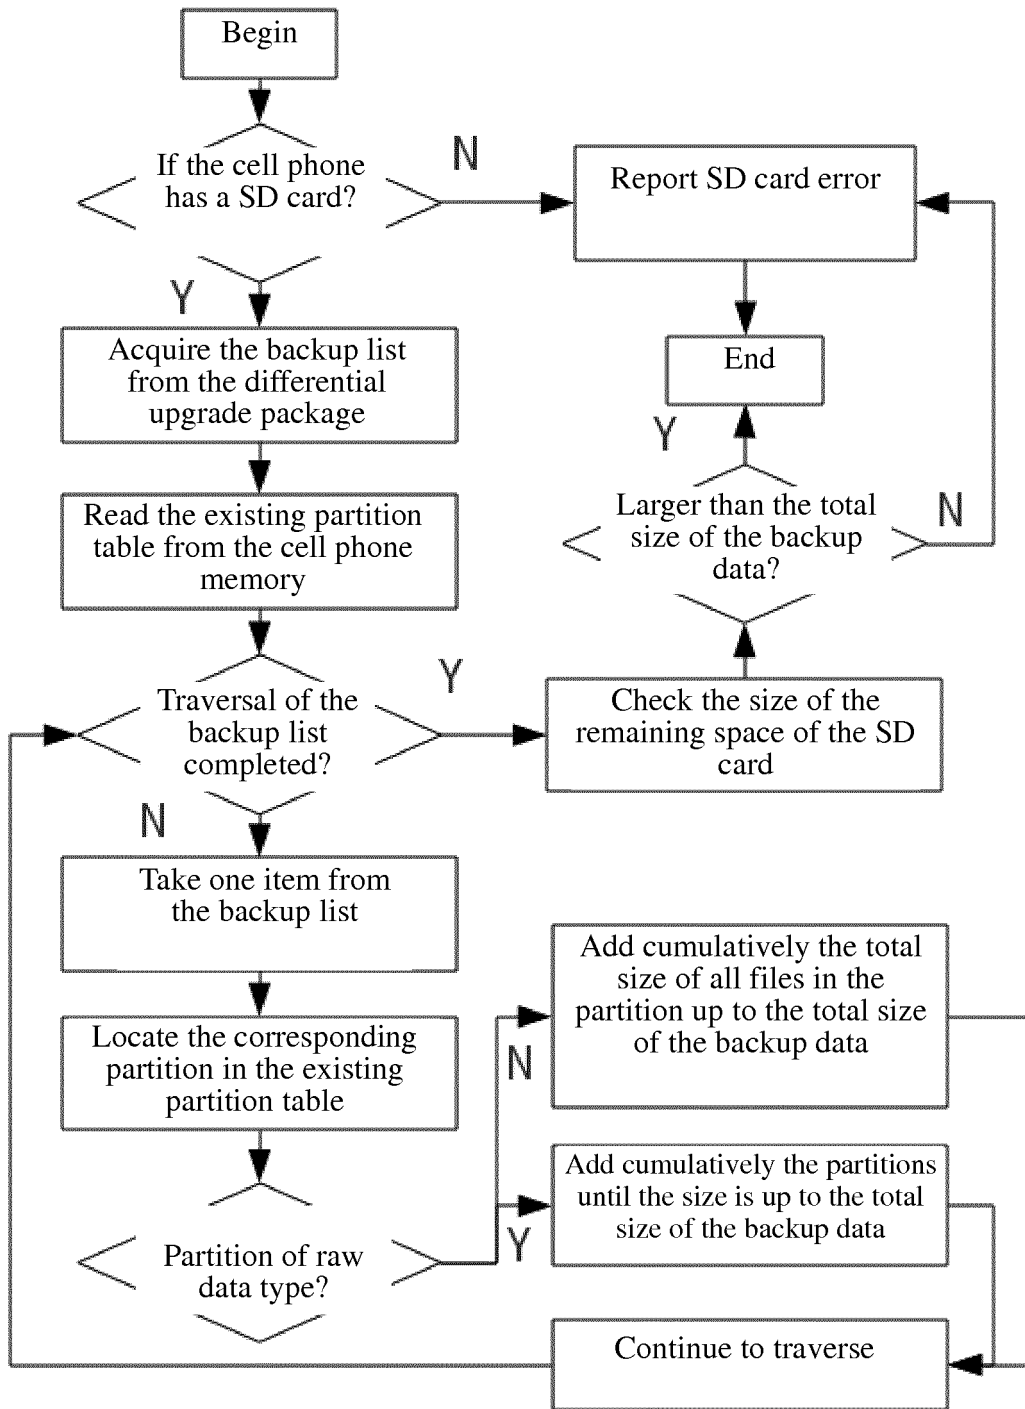 Begin
If the cell phone
has a SD card?
N
Report SD card error
Y
Acquire the backup list
from the differential
upgrade package
End
Y
Read the existing partition
table from the cell phone
memory
Larger than the total
size of the backup
data?
N
Traversal of the
backup list
completed?
Y
Check the size of the
remaining space of the SD
card
N
Take one item from
the backup list
Add cumulatively the total
size of all files in the
partition up to the total size
of the backup data
Locate the corresponding
partition in the existing
partition table
N
Add cumulatively the partitions
until the size is up to the total
size of the backup data
Y
Partition of raw
data type?
Continue to traverse